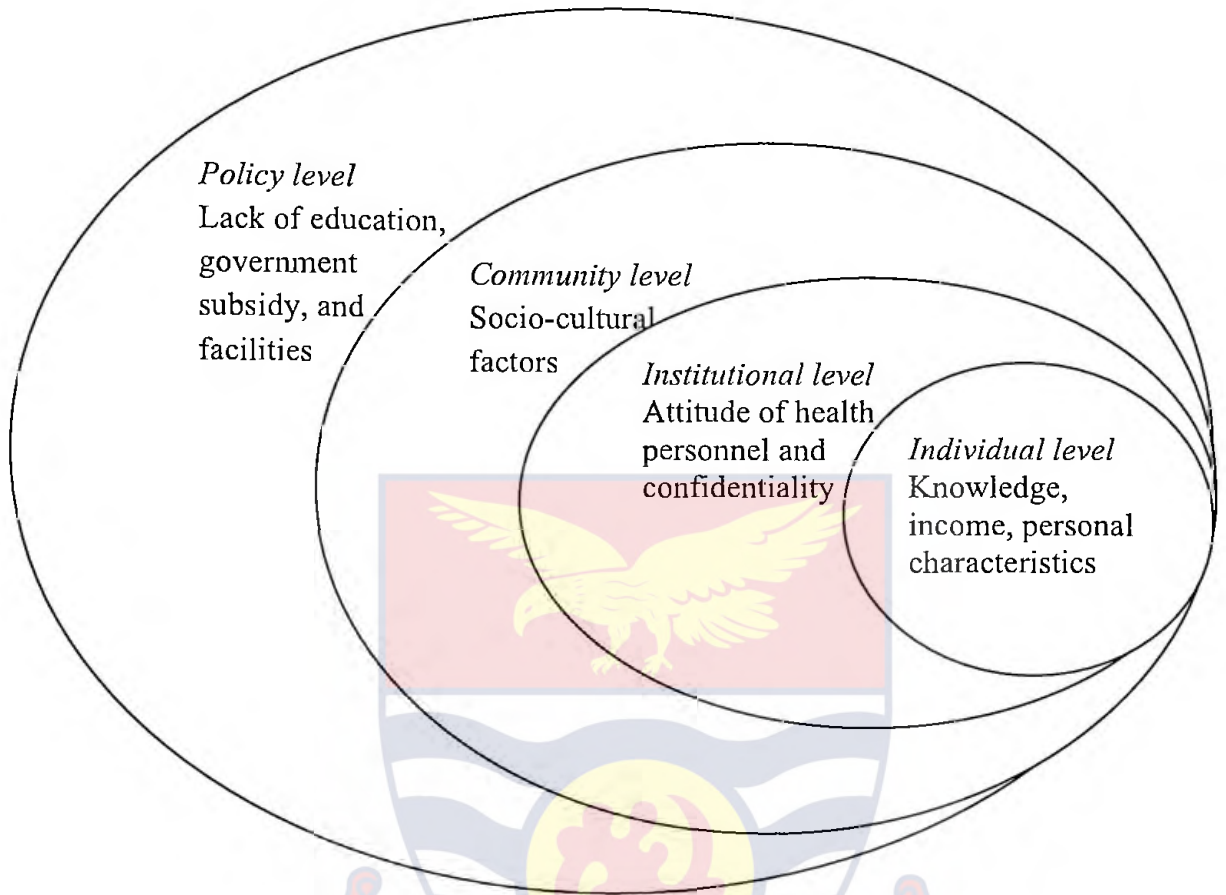 Policy level
Lack of education,
government
subsidy, and
facilities
Community level
Socio-cultural
factors
Institutional level
Attitude of health
personnel and
confidentiality
Individual level
Knowledge,
income, personal
characteristics